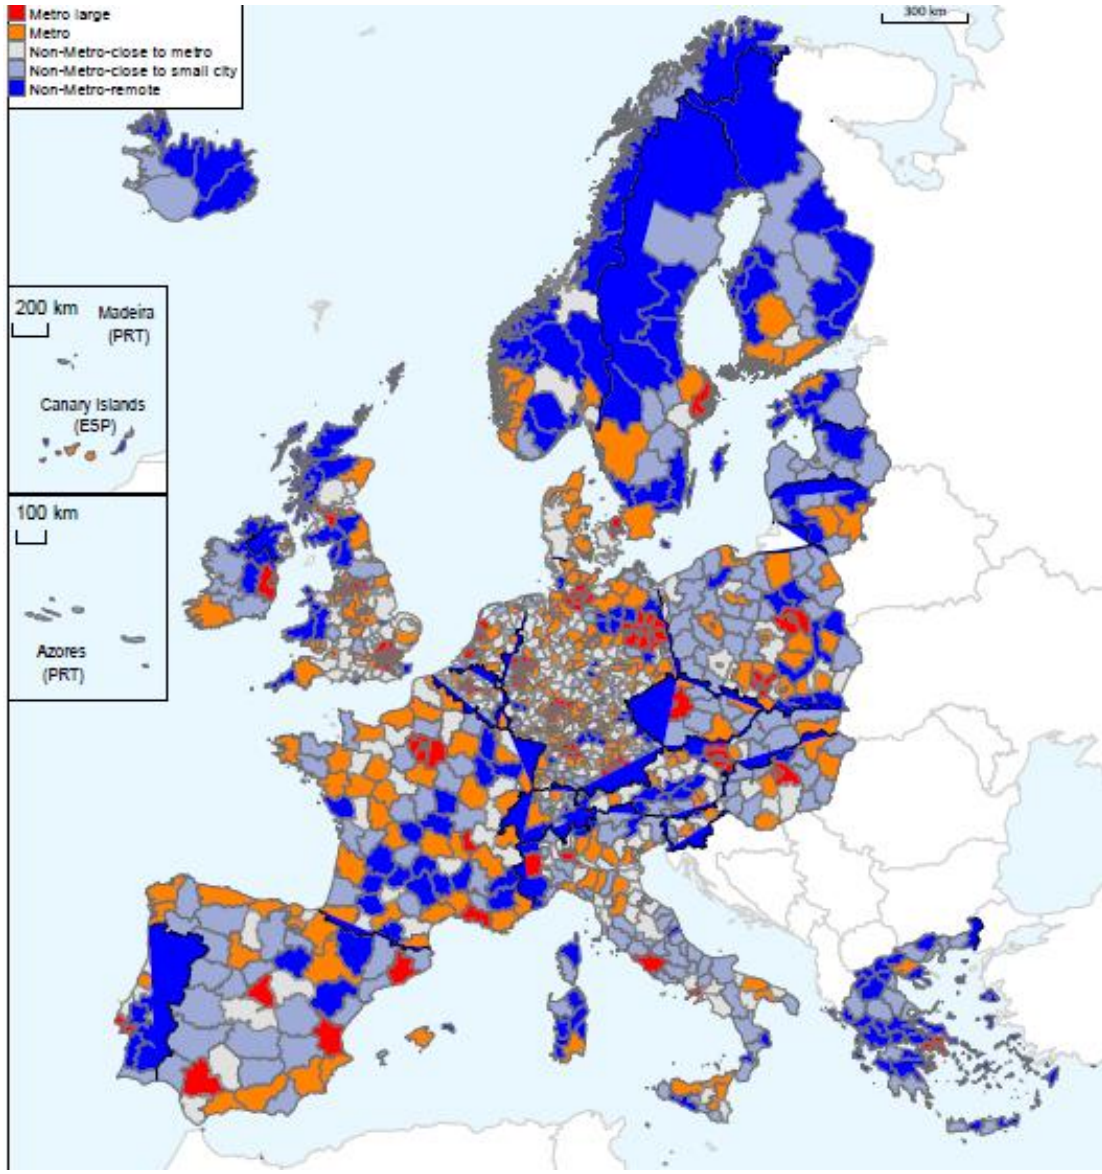 Metro large
Metro
Non-Metro-close to metro
Non-Metro-close to small city
Non-Metro-remote
300 km
200 km
Madeira
(PRT)
Canary Islands
(ESP)
100 km
Azores
(PRT)